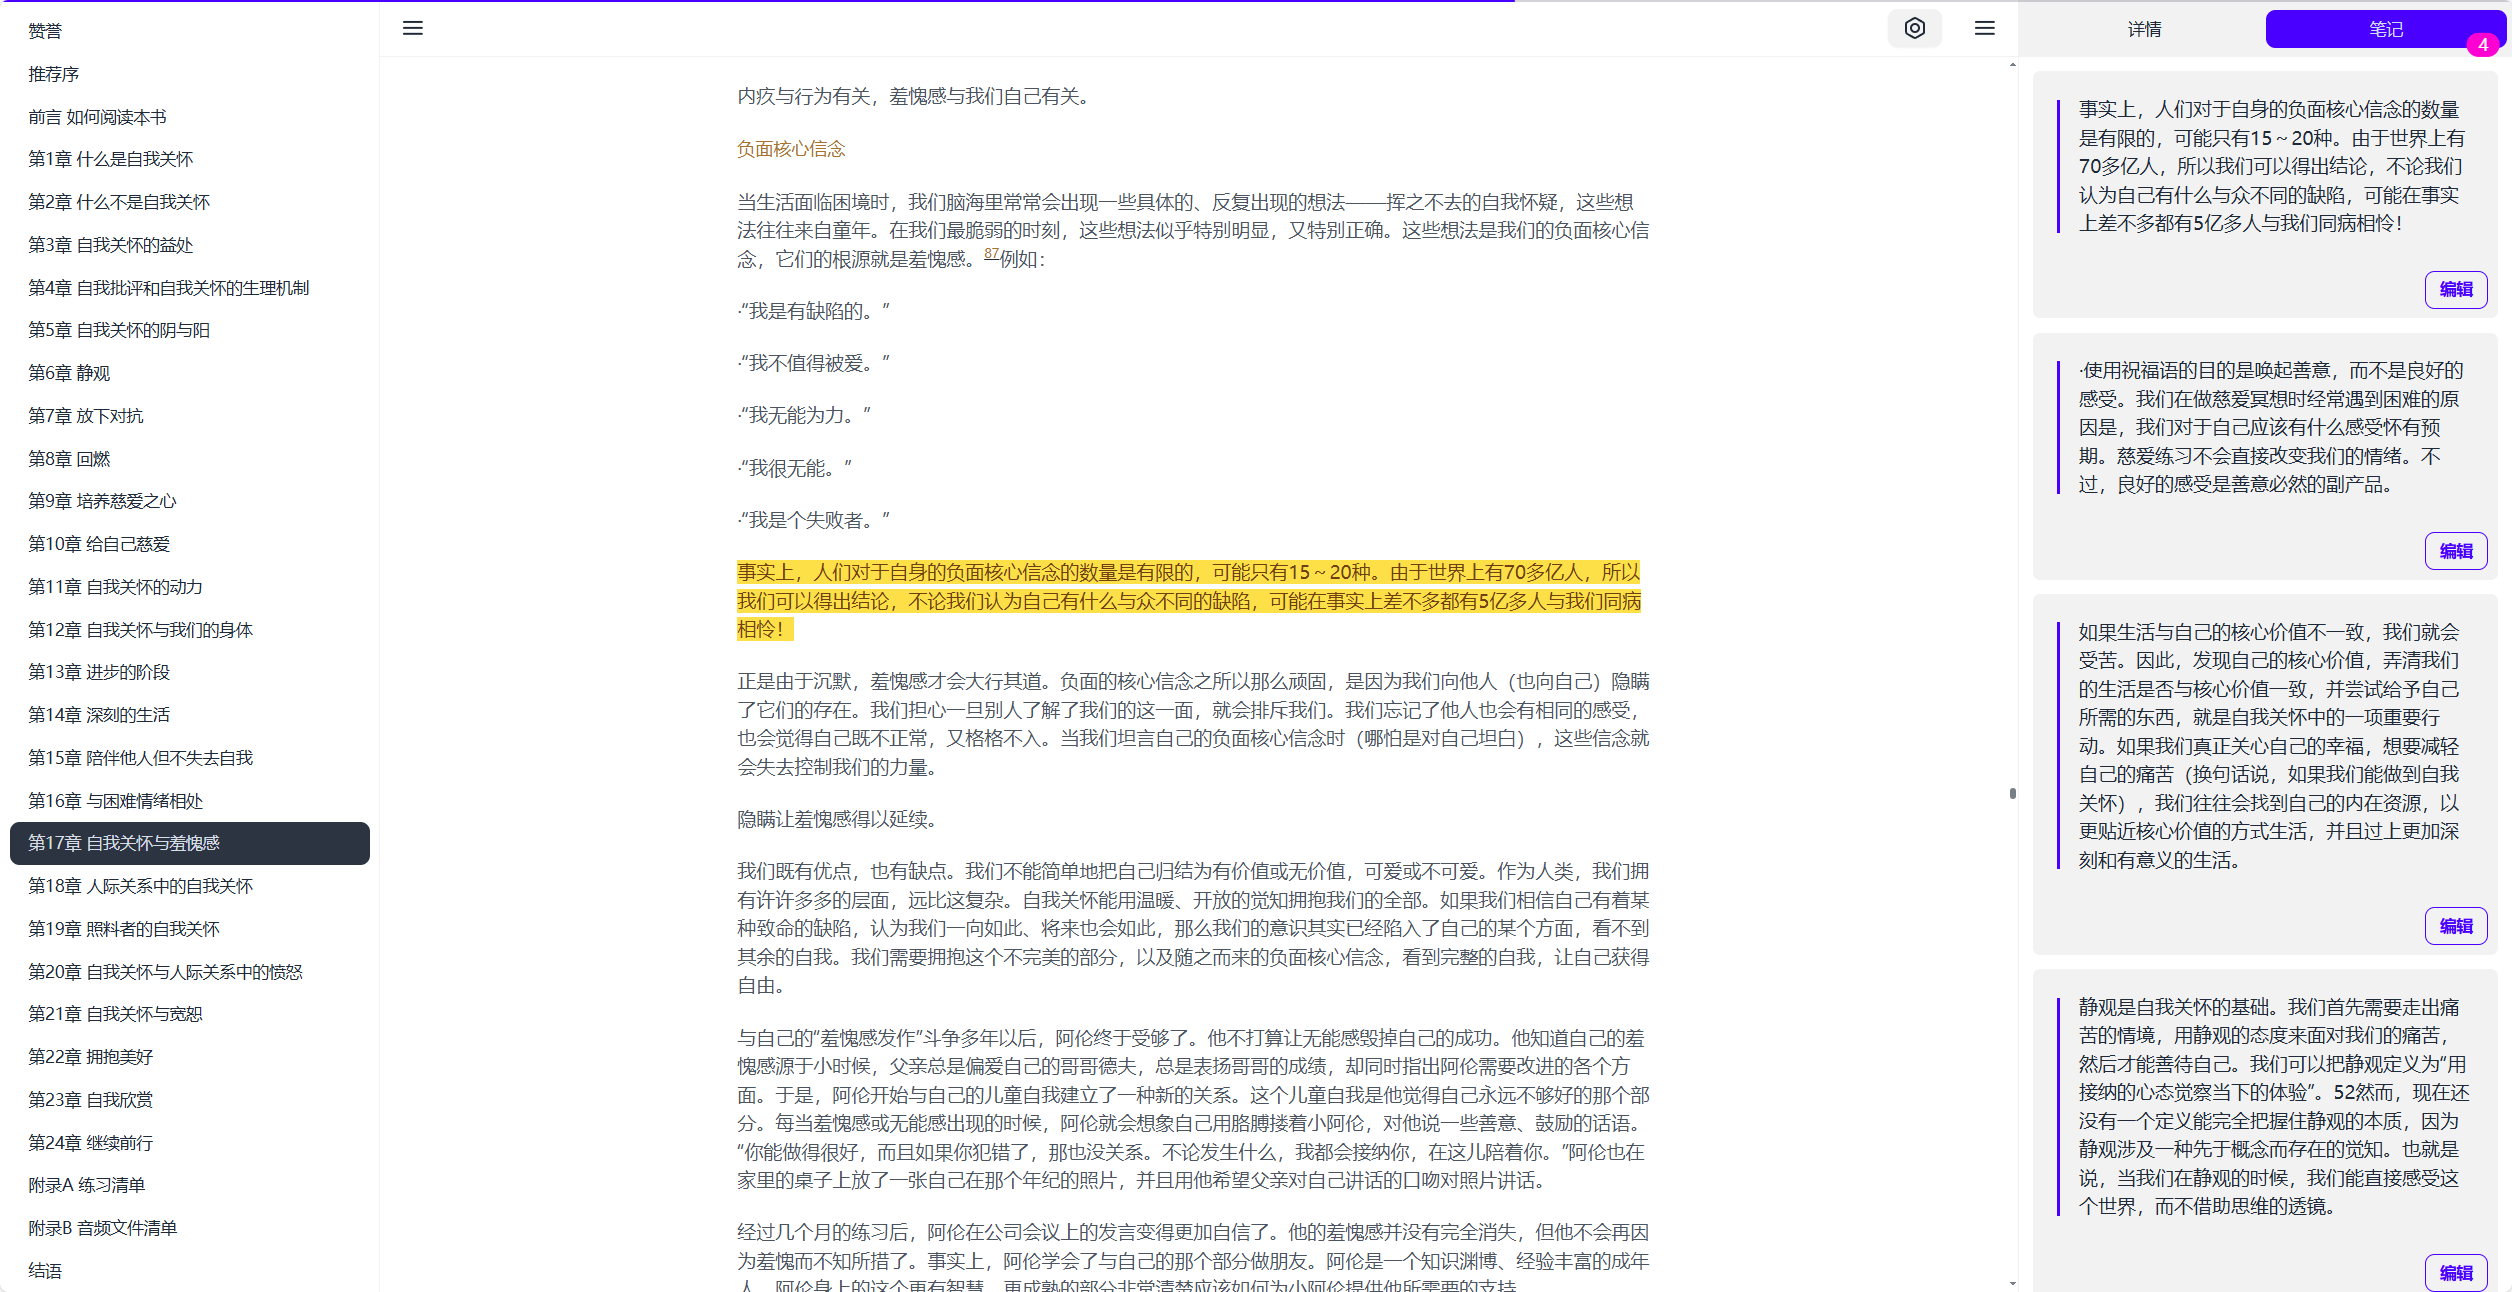 赞誉
推荐序
前言 如何阅读本书
第1章 什么是自我关怀
第2章 什么不是自我关怀
第3章 自我关怀的益处
第4章 自我批评和自我关怀的生理机制
第5章 自我关怀的阴与阳
第6章 静观
第7章 放下对抗
第8章 回燃
第9章 培养慈爱之心
第10章 给自己慈爱
第11章 自我关怀的动力
第12章 自我关怀与我们的身体
第13章 进步的阶段
第14章 深刻的生活
第15章 陪伴他人但不失去自我
第16章 与困难情绪相处
第17章 自我关怀与羞愧感
第18章 人际关系中的自我关怀
第19章 照料者的自我关怀
第20章 自我关怀与人际关系中的愤怒
第21章 自我关怀与宽恕
第22章 拥抱美好
第23章 自我欣赏
第24章 继续前行
附录A 练习清单
附录B 音频文件清单
结语
内疚与行为有关，羞愧感与我们自己有关。
负面核心信念
当生活面临困境时，我们脑海里常常会出现一些具体的、反复出现的想法——挥之不去的自我怀疑，这些想
法往往来自童年。在我们最脆弱的时刻，这些想法似乎特别明显，又特别正确。这些想法是我们的负面核心信
念，它们的根源就是羞愧感。87例如：
·“我是有缺陷的。”
·“我不值得被爱。”
·“我无能为力。”
·“我很无能。”
·“我是个失败者。”
事实上，人们对于自身的负面核心信念的数量是有限的，可能只有15～20种。由于世界上有70多亿人，所以
我们可以得出结论，不论我们认为自己有什么与众不同的缺陷，可能在事实上差不多都有5亿多人与我们同病
相怜！
正是由于沉默，羞愧感才会大行其道。负面的核心信念之所以那么顽固，是因为我们向他人（也向自己）隐瞒
了它们的存在。我们担心一旦别人了解了我们的这一面，就会排斥我们。我们忘记了他人也会有相同的感受，
也会觉得自己既不正常，又格格不入。当我们坦言自己的负面核心信念时（哪怕是对自己坦白），这些信念就
会失去控制我们的力量。
隐瞒让羞愧感得以延续。
我们既有优点，也有缺点。我们不能简单地把自己归结为有价值或无价值，可爱或不可爱。作为人类，我们拥
有许许多多的层面，远比这复杂。自我关怀能用温暖、开放的觉知拥抱我们的全部。如果我们相信自己有着某
种致命的缺陷，认为我们一向如此、将来也会如此，那么我们的意识其实已经陷入了自己的某个方面，看不到
其余的自我。我们需要拥抱这个不完美的部分，以及随之而来的负面核心信念，看到完整的自我，让自己获得
自由。
与自己的“羞愧感发作”斗争多年以后，阿伦终于受够了。他不打算让无能感毁掉自己的成功。他知道自己的羞
愧感源于小时候，父亲总是偏爱自己的哥哥德夫，总是表扬哥哥的成绩，却同时指出阿伦需要改进的各个方
面。于是，阿伦开始与自己的儿童自我建立了一种新的关系。这个儿童自我是他觉得自己永远不够好的那个部
分。每当羞愧感或无能感出现的时候，阿伦就会想象自己用胳膊搂着小阿伦，对他说一些善意、鼓励的话语。
“你能做得很好，而且如果你犯错了，那也没关系。不论发生什么，我都会接纳你，在这儿陪着你。”阿伦也在
家里的桌子上放了一张自己在那个年纪的照片，并且用他希望父亲对自己讲话的口吻对照片讲话。
经过几个月的练习后，阿伦在公司会议上的发言变得更加自信了。他的羞愧感并没有完全消失，但他不会再因
为羞愧而不知所措了。事实上，阿伦学会了与自己的那个部分做朋友。阿伦是一个知识渊博、经验丰富的成年
人，阿伦身上的这个更有智慧、更成熟的部分非常清楚应该如何为小阿伦提供他所需要的支持。
详情
笔记
4
事实上，人们对于自身的负面核心信念的数量
是有限的，可能只有15～20种。由于世界上有
70多亿人，所以我们可以得出结论，不论我们
认为自己有什么与众不同的缺陷，可能在事实
上差不多都有5亿多人与我们同病相怜！
编辑
·使用祝福语的目的是唤起善意，而不是良好的
感受。我们在做慈爱冥想时经常遇到困难的原
因是，我们对于自己应该有什么感受怀有预
期。慈爱练习不会直接改变我们的情绪。不
过，良好的感受是善意必然的副产品。
编辑
如果生活与自己的核心价值不一致，我们就会
受苦。因此，发现自己的核心价值，弄清我们
的生活是否与核心价值一致，并尝试给予自己
所需的东西，就是自我关怀中的一项重要行
动。如果我们真正关心自己的幸福，想要减轻
自己的痛苦（换句话说，如果我们能做到自我
关怀），我们往往会找到自己的内在资源，以
更贴近核心价值的方式生活，并且过上更加深
刻和有意义的生活。
编辑
静观是自我关怀的基础。我们首先需要走出痛
苦的情境，用静观的态度来面对我们的痛苦，
然后才能善待自己。我们可以把静观定义为“用
接纳的心态觉察当下的体验”。52然而，现在还
没有一个定义能完全把握住静观的本质，因为
静观涉及一种先于概念而存在的觉知。也就是
说，当我们在静观的时候，我们能直接感受这
个世界，而不借助思维的透镜。
编辑